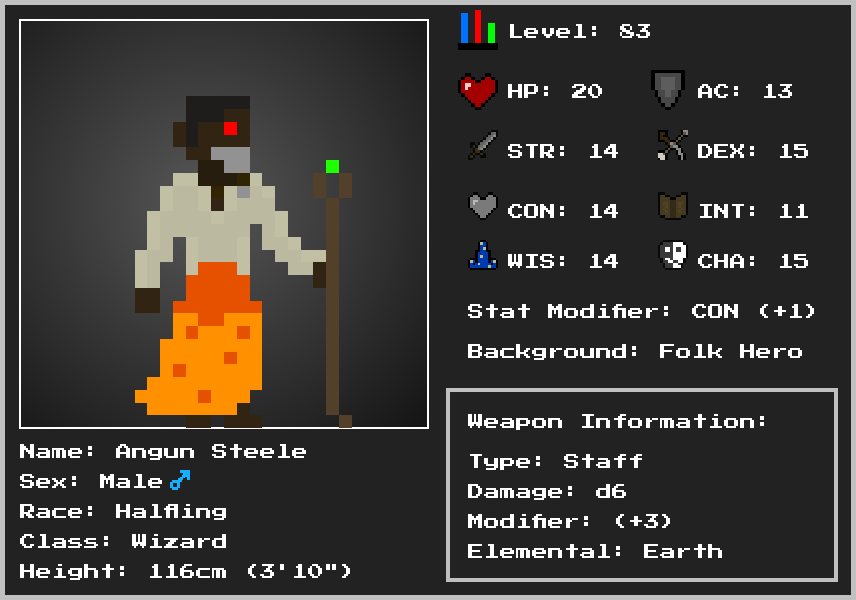 Level: 83
HP: 20
AC: 13
STR: 14
DEX: 15
CON: 14
INT: 11
WIS: 14
CHA: 15
Stat Modifier: CON (+1)
Background: Folk Hero
Weapon Information:
Type: Staff
Damage: d6
Modifier: (+3)
Elemental: Earth
Name: Angun Steele
Sex: Male ♂
Race: Halfling
Class: Wizard
Height: 116cm (3'10")